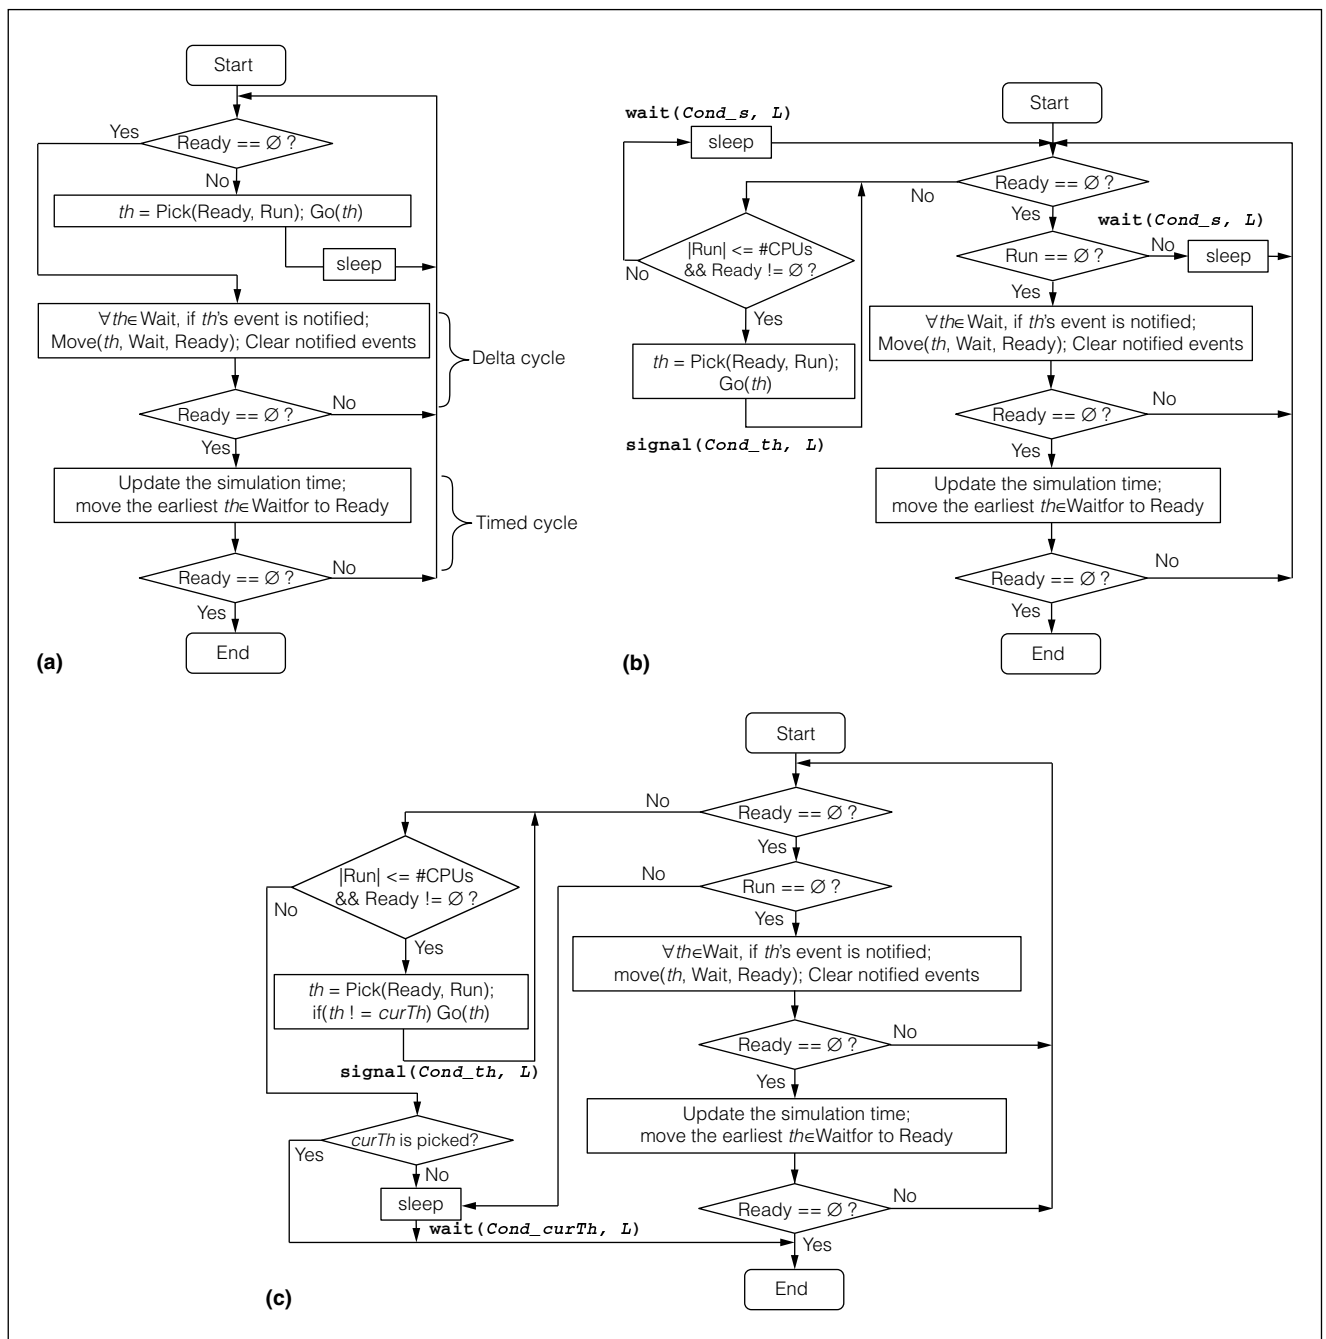 Start
Yes
Ready == Ø ?
No
th = Pick(Ready, Run); Go(th)
sleep
∀th∈Wait, if th's event is notified;
Move(th, Wait, Ready); Clear notified events
Delta cycle
Ready == Ø ?
No
Yes
Update the simulation time;
move the earliest th∈Waitfor to Ready
Timed cycle
Ready == Ø ?
No
Yes
End
(a)
Start
wait(Cond_s, L)
sleep
Ready == Ø ?
No
Yes
wait(Cond_s, L)
|Run| <= #CPUs
&& Ready != Ø ?
No
Run == Ø ?
No
sleep
Yes
Yes
∀th∈Wait, if th's event is notified;
Move(th, Wait, Ready); Clear notified events
th = Pick(Ready, Run);
Go(th)
signal(Cond_th, L)
Ready == Ø ?
No
Yes
Update the simulation time;
move the earliest th∈Waitfor to Ready
Ready == Ø ?
No
Yes
End
(b)
Start
No
Ready == Ø ?
Yes
|Run| <= #CPUs
&& Ready != Ø ?
No
No
Run == Ø ?
Yes
Yes
∀th∈Wait, if th's event is notified;
move(th, Wait, Ready); Clear notified events
th = Pick(Ready, Run);
if(th ! = curTh) Go(th)
signal(Cond_th, L)
Ready == Ø ?
No
Yes
Update the simulation time;
move the earliest th∈Waitfor to Ready
curTh is picked?
Yes
No
sleep
wait(Cond_curTh, L)
Ready == Ø ?
No
Yes
End
(c)